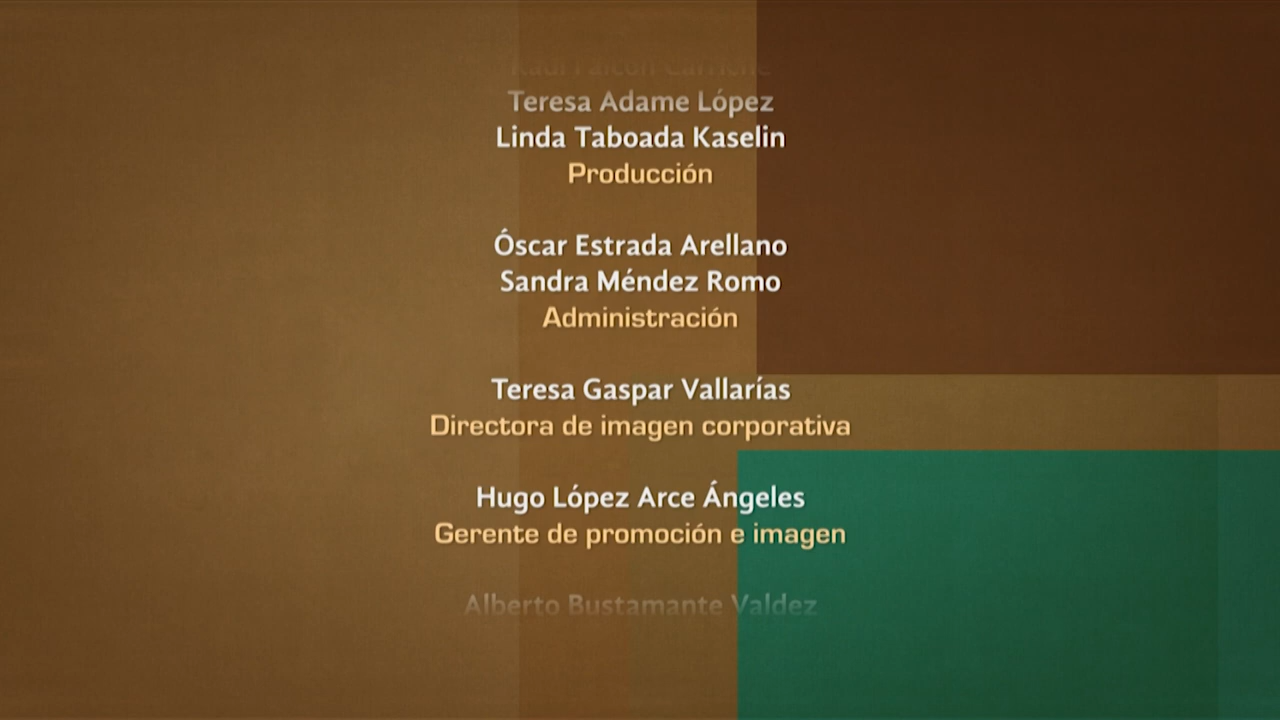 Teresa Adame López
Linda Taboada Kaselin
Producción
Óscar Estrada Arellano
Sandra Méndez Romo
Administración
Teresa Gaspar Vallarías
Directora de imagen corporativa
Hugo López Arce Ángeles
Gerente de promoción e imagen
Alberto Bustamante Valdez